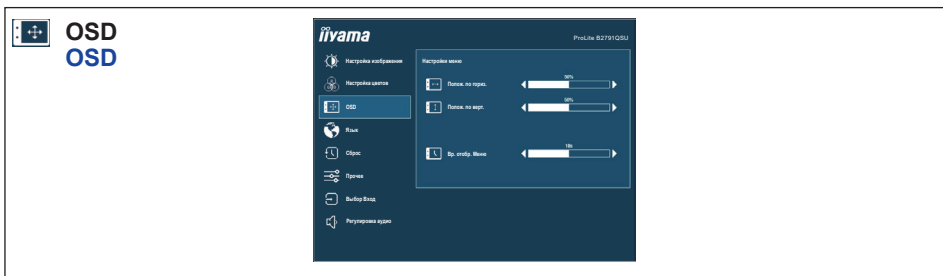 OSD
OSD
iiyama
ProLite B2791QSU
Настройка изображения
Настройка цветов
OSD
Язык
Сброс
Прочее
Выбор Вход
Регулировка аудио
Настройки меню
Полож. по гориз.
50%
Полож. по верт.
50%
Вр. отобр. Меню
10s